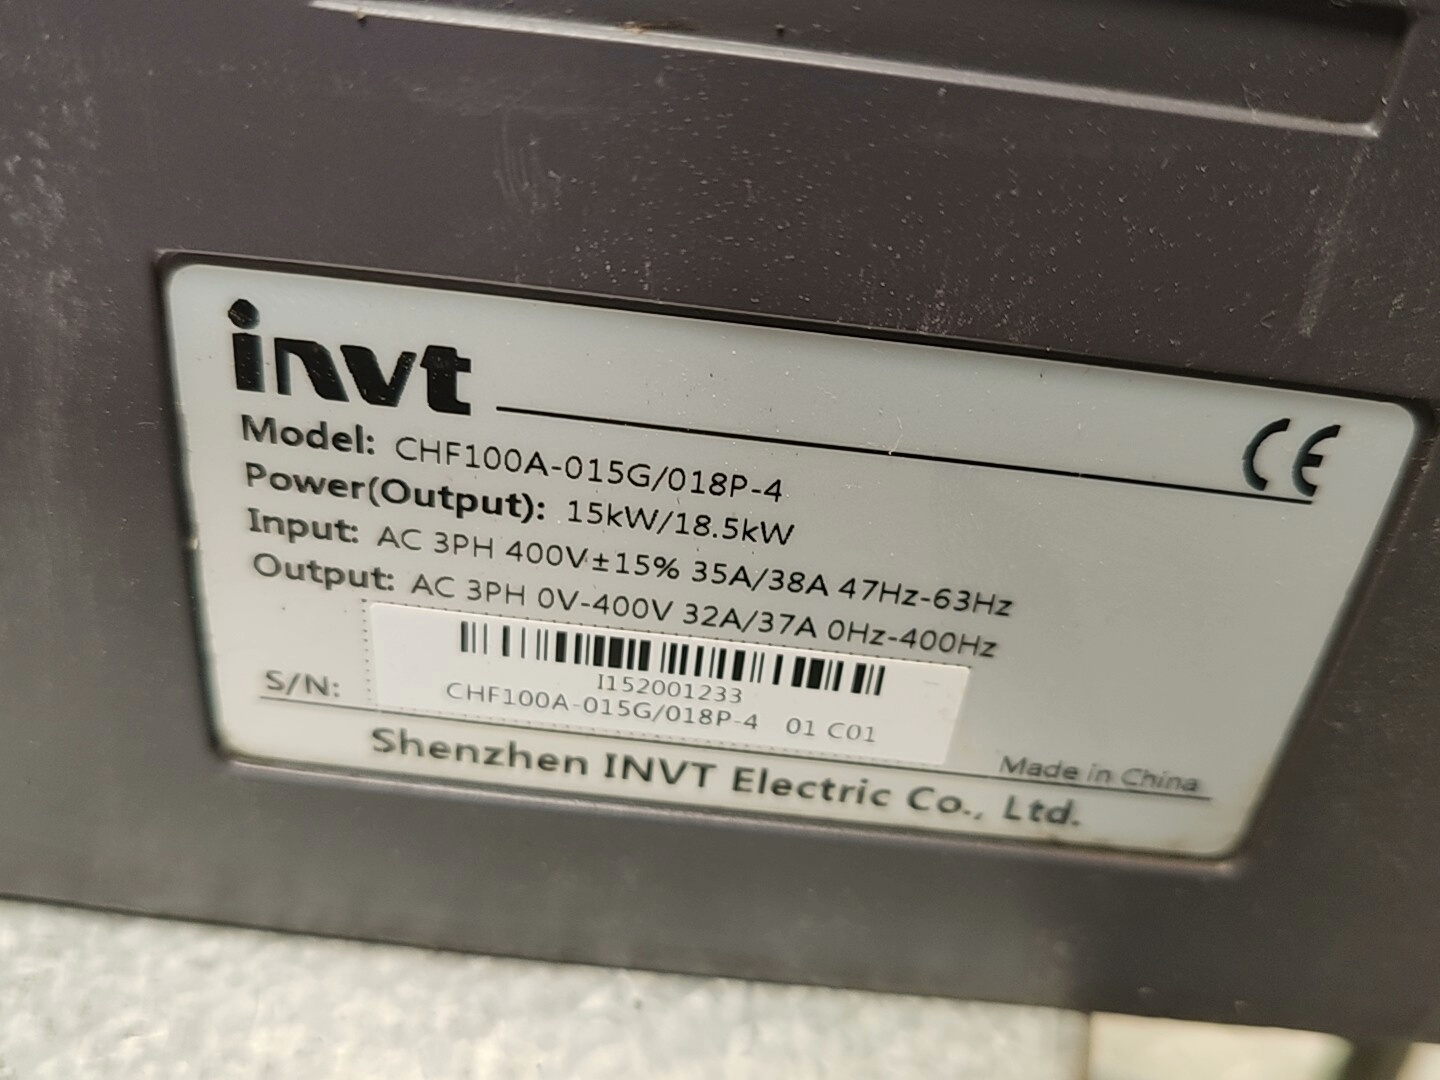 invt
CE
Model: CHF100A-015G/018P-4
Power(Output): 15kW/18.5kW
Input: AC 3PH 400V±15% 35A/38A 47Hz-63Hz
Output: AC 3PH 0V-400V 32A/37A 0Hz-400Hz
I152001233
S/N: CHF100A-015G/018P-4 01 C01
Made in China
Shenzhen INVT Electric Co., Ltd.